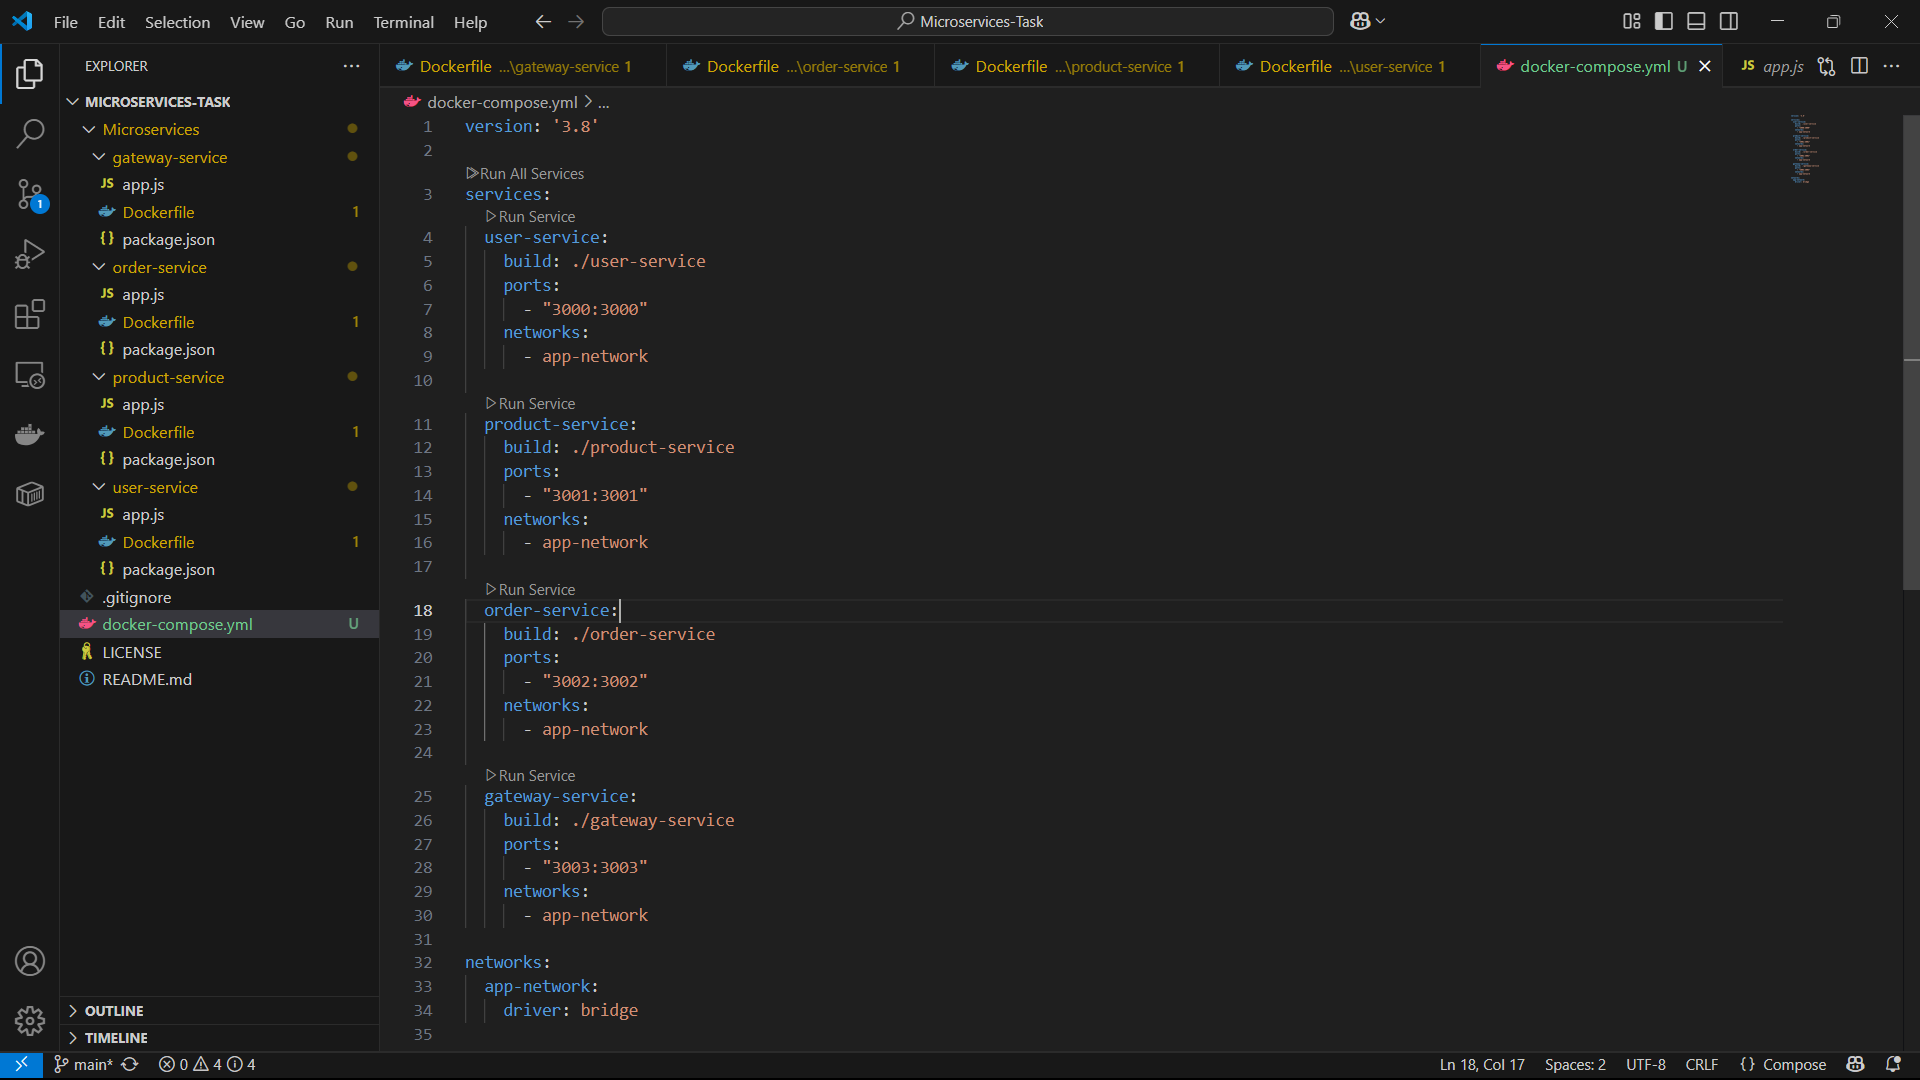 File Edit Selection View Go Run Terminal Help
Microservices-Task
EXPLORER
MICROSERVICES-TASK
Microservices
gateway-service
JS app.js
Dockerfile 1
{} package.json
order-service
JS app.js
Dockerfile 1
{} package.json
product-service
JS app.js
Dockerfile 1
{} package.json
user-service
JS app.js
Dockerfile 1
{} package.json
.gitignore
docker-compose.yml U
LICENSE
README.md
OUTLINE
TIMELINE
1
Dockerfile ...\gateway-service 1
Dockerfile ...\order-service 1
Dockerfile ...\product-service 1
Dockerfile ...\user-service 1
docker-compose.yml U
JS app.js
docker-compose.yml > ...
1 version: '3.8'
2
Run All Services
3 services:
Run Service
4 user-service:
5 build: ./user-service
6 ports:
7 - "3000:3000"
8 networks:
9 - app-network
10
Run Service
11 product-service:
12 build: ./product-service
13 ports:
14 - "3001:3001"
15 networks:
16 - app-network
17
Run Service
18 order-service:
19 build: ./order-service
20 ports:
21 - "3002:3002"
22 networks:
23 - app-network
24
Run Service
25 gateway-service:
26 build: ./gateway-service
27 ports:
28 - "3003:3003"
29 networks:
30 - app-network
31
32 networks:
33 app-network:
34 driver: bridge
35
main* 0 4 4
Ln 18, Col 17 Spaces: 2 UTF-8 CRLF {} Compose